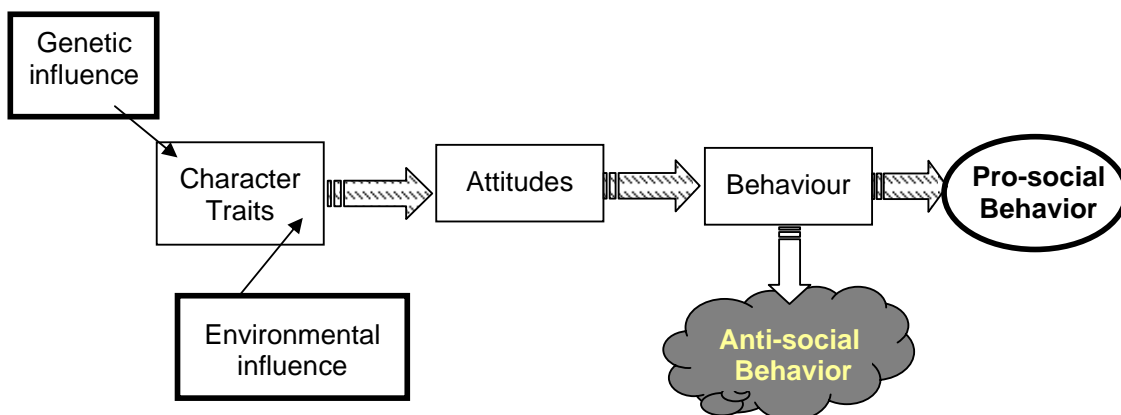 Genetic
influence
Character
Traits
Attitudes
Behaviour
Pro-social
Behavior
Environmental
influence
Anti-social
Behavior